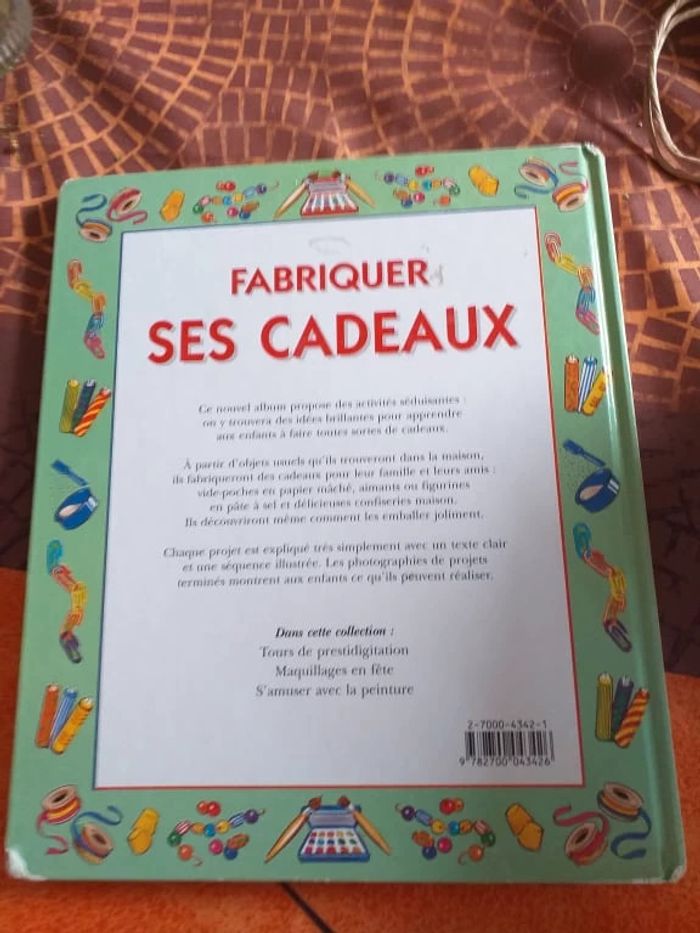 FABRIQUER
SES CADEAUX
Ce nouvel album propose des activités séduisantes :
on y trouvera des idées brillantes pour apprendre
aux enfants à faire toutes sortes de cadeaux.
À partir d'objets usuels qu'ils trouveront dans la maison,
ils fabriqueront des cadeaux pour leur famille et leurs amis :
vide-poches en papier mâché, aimants ou figurines
en pâte à sel et délicieuses confiseries maison.
Ils découvriront même comment les emballer joliment.
Chaque projet est expliqué très simplement avec un texte clair
et une séquence illustrée. Les photographies de projets
terminés montrent aux enfants ce qu'ils peuvent réaliser.
Dans cette collection :
Tours de prestidigitation
Maquillages en fête
S'amuser avec la peinture
2-7000-4342-1
9 782700 043426